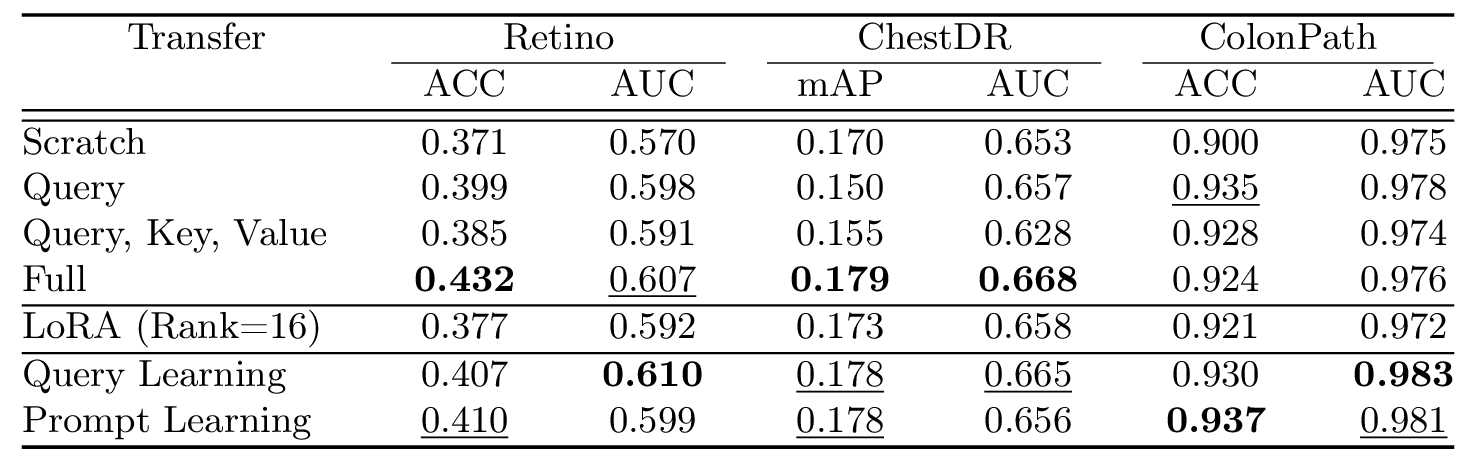 Transfer Retino ChestDR ColonPath
ACC AUC mAP AUC ACC AUC
Scratch 0.371 0.570 0.170 0.653 0.900 0.975
Query 0.399 0.598 0.150 0.657 0.935 0.978
Query, Key, Value 0.385 0.591 0.155 0.628 0.928 0.974
Full 0.432 0.607 0.179 0.668 0.924 0.976
LoRA (Rank=16) 0.377 0.592 0.173 0.658 0.921 0.972
Query Learning 0.407 0.610 0.178 0.665 0.930 0.983
Prompt Learning 0.410 0.599 0.178 0.656 0.937 0.981